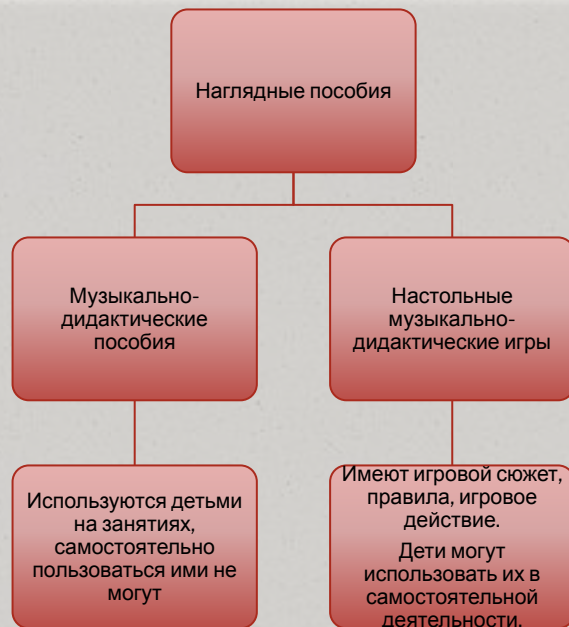 Наглядные пособия
Музыкально-
дидактические
пособия
Настольные
музыкально-
дидактические игры
Используются детьми
на занятиях,
самостоятельно
пользоваться ими не
могут
Имеют игровой сюжет,
правила, игровое
действие.
Дети могут
использовать их в
самостоятельной
деятельности.